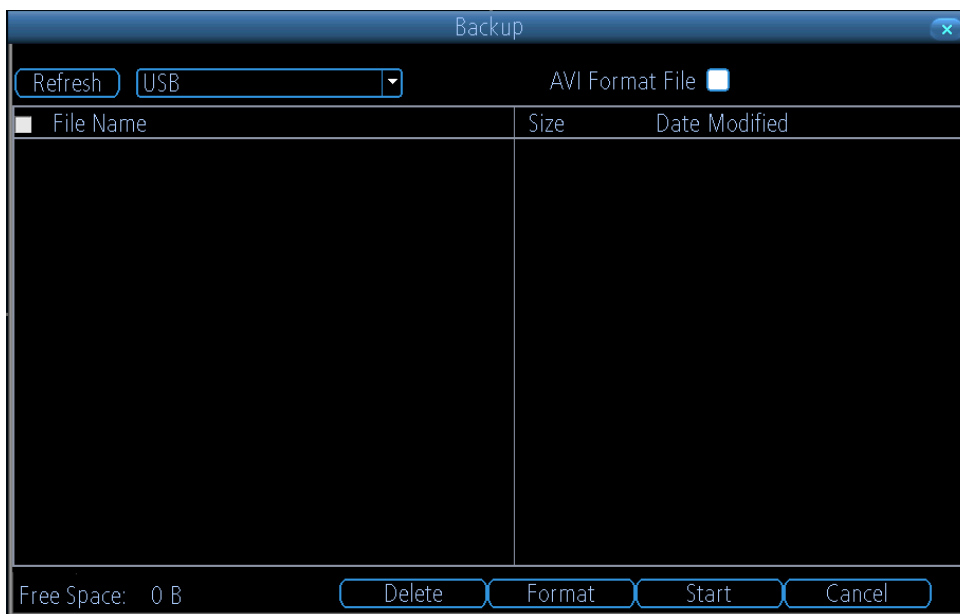 Backup
Refresh USB AVI Format File
File Name Size Date Modified
Free Space: 0 B Delete Format Start Cancel